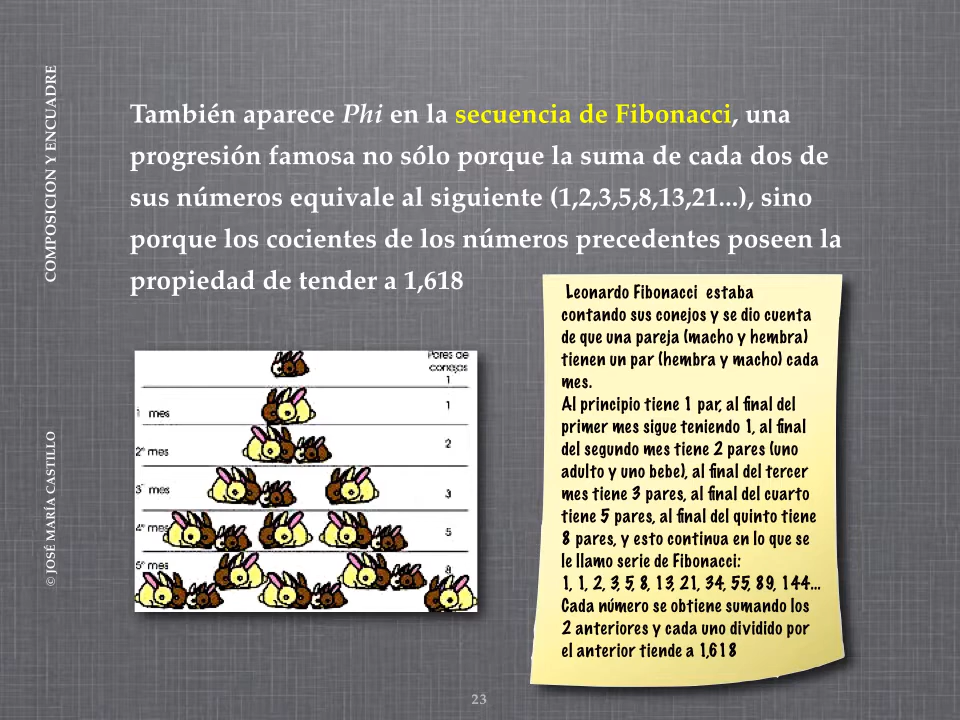 COMPOSICION Y ENCUADRE
© JOSÉ MARÍA CASTILLO
También aparece Phi en la secuencia de Fibonacci, una
progresión famosa no sólo porque la suma de cada dos de
sus números equivale al siguiente (1,2,3,5,8,13,21...), sino
porque los cocientes de los números precedentes poseen la
propiedad de tender a 1,618
Pares de
conejos
1
1 mes 1
2º mes 2
3º mes 3
4º mes 5
5º mes 8
Leonardo Fibonacci estaba
contando sus conejos y se dio cuenta
de que una pareja (macho y hembra)
tienen un par (hembra y macho) cada
mes.
Al principio tiene 1 par, al final del
primer mes sigue teniendo 1, al final
del segundo mes tiene 2 pares (uno
adulto y uno bebe), al final del tercer
mes tiene 3 pares, al final del cuarto
tiene 5 pares, al final del quinto tiene
8 pares, y esto continua en lo que se
le llamo serie de Fibonacci:
1, 1, 2, 3, 5, 8, 13, 21, 34, 55, 89, 144...
Cada número se obtiene sumando los
2 anteriores y cada uno dividido por
el anterior tiende a 1,618
23